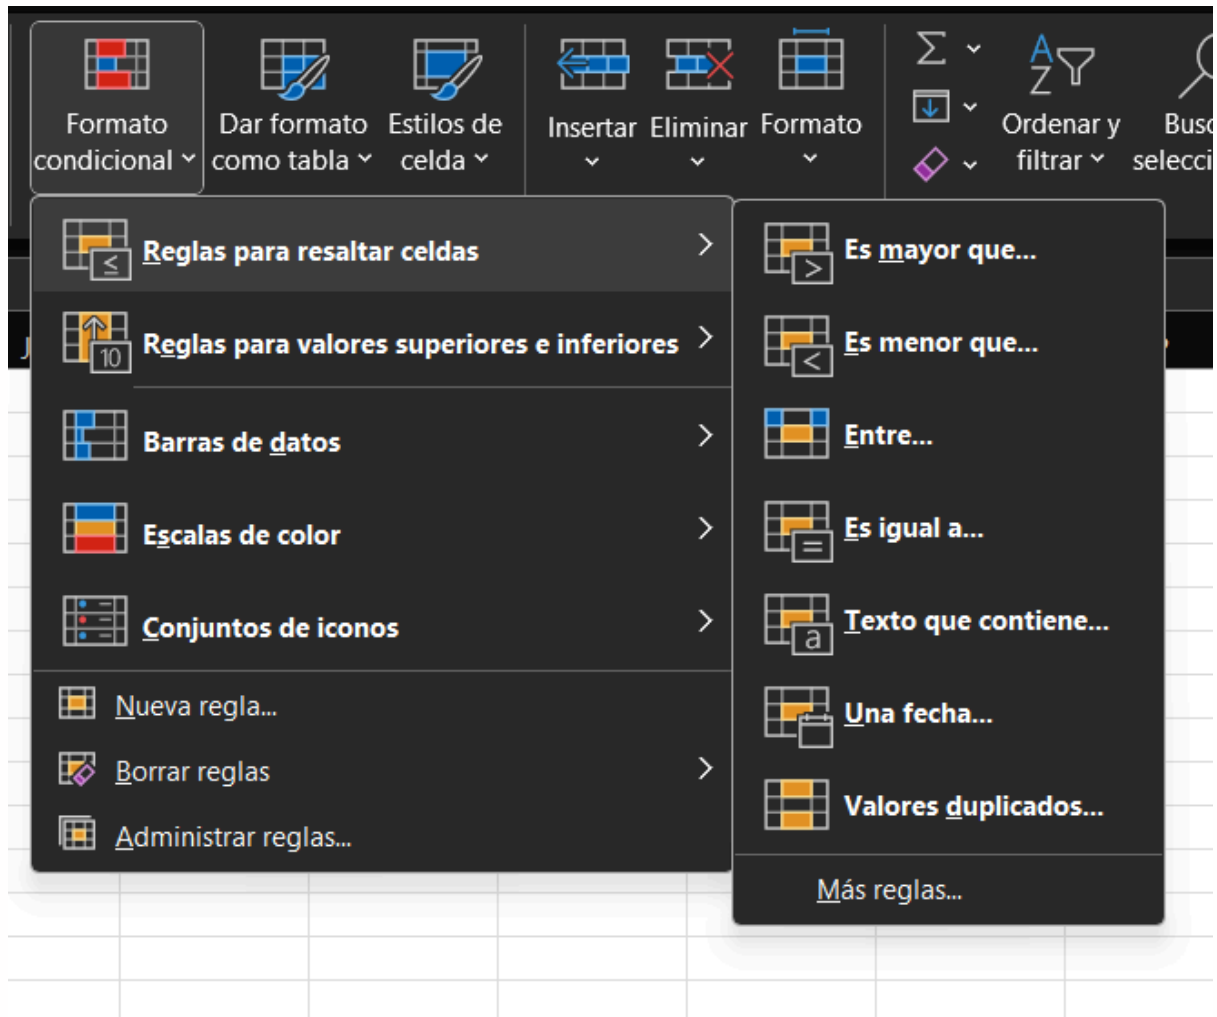 Formato
condicional
Dar formato
como tabla
Estilos de
celda
Insertar
Eliminar
Formato
Ordenar y
filtrar
Reglas para resaltar celdas
Reglas para valores superiores e inferiores
Barras de datos
Escalas de color
Conjuntos de iconos
Nueva regla...
Borrar reglas
Administrar reglas...
Es mayor que...
Es menor que...
Entre...
Es igual a...
Texto que contiene...
Una fecha...
Valores duplicados...
Más reglas...